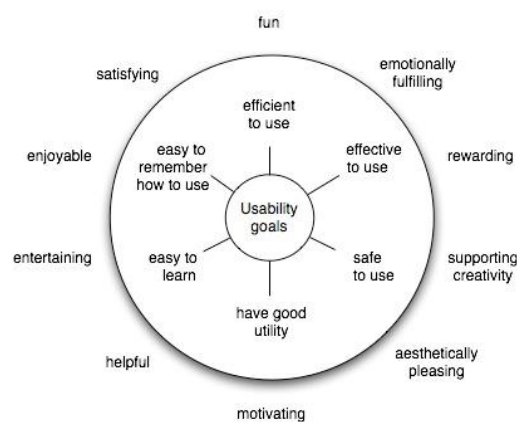 fun
satisfying
emotionally
fulfilling
efficient
to use
enjoyable
easy to
remember
how to use
effective
to use
rewarding
Usability
goals
entertaining
easy to
learn
safe
to use
supporting
creativity
have good
utility
helpful
aesthetically
pleasing
motivating